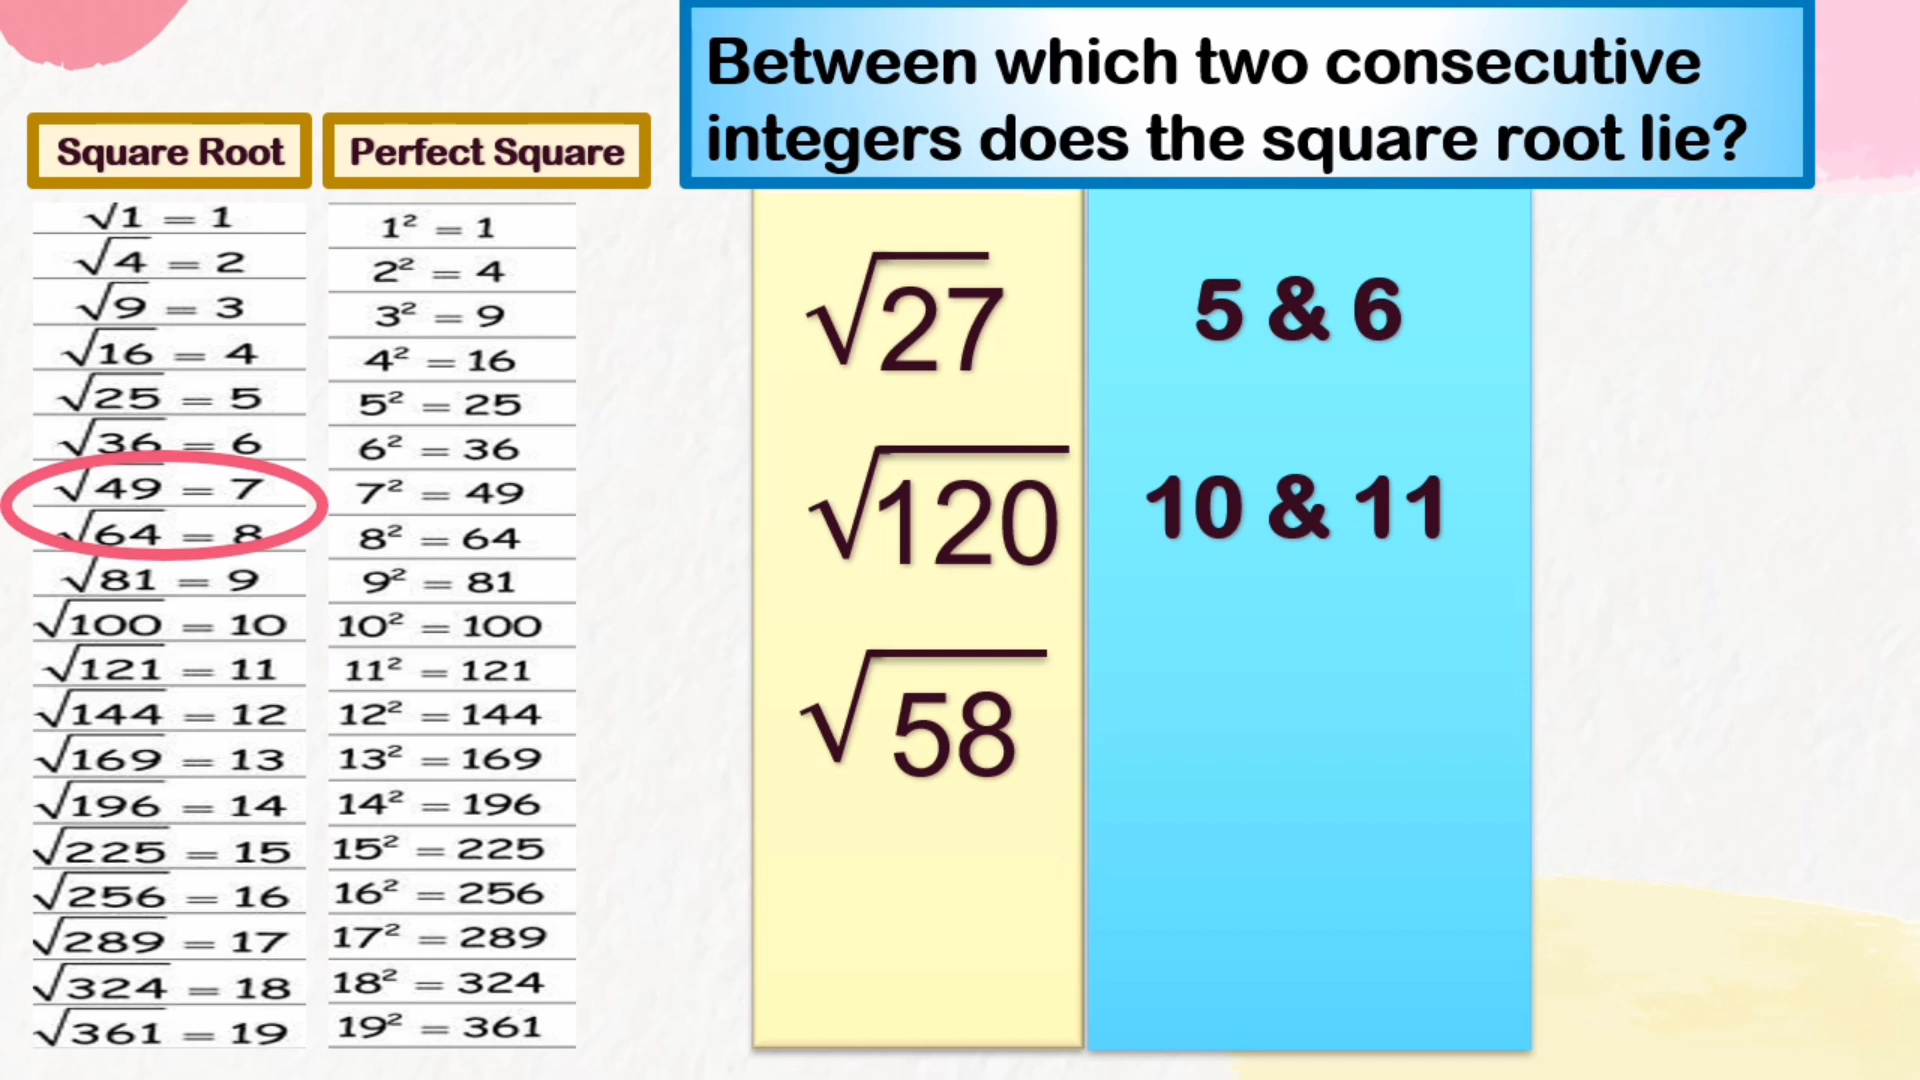 Between which two consecutive
integers does the square root lie?
Square Root
Perfect Square
√1 = 1
√4 = 2
√9 = 3
√16 = 4
√25 = 5
√36 = 6
√49 = 7
√64 = 8
√81 = 9
√100 = 10
√121 = 11
√144 = 12
√169 = 13
√196 = 14
√225 = 15
√256 = 16
√289 = 17
√324 = 18
√361 = 19
1² = 1
2² = 4
3² = 9
4² = 16
5² = 25
6² = 36
7² = 49
8² = 64
9² = 81
10² = 100
11² = 121
12² = 144
13² = 169
14² = 196
15² = 225
16² = 256
17² = 289
18² = 324
19² = 361
√27
5 & 6
√120
10 & 11
√58